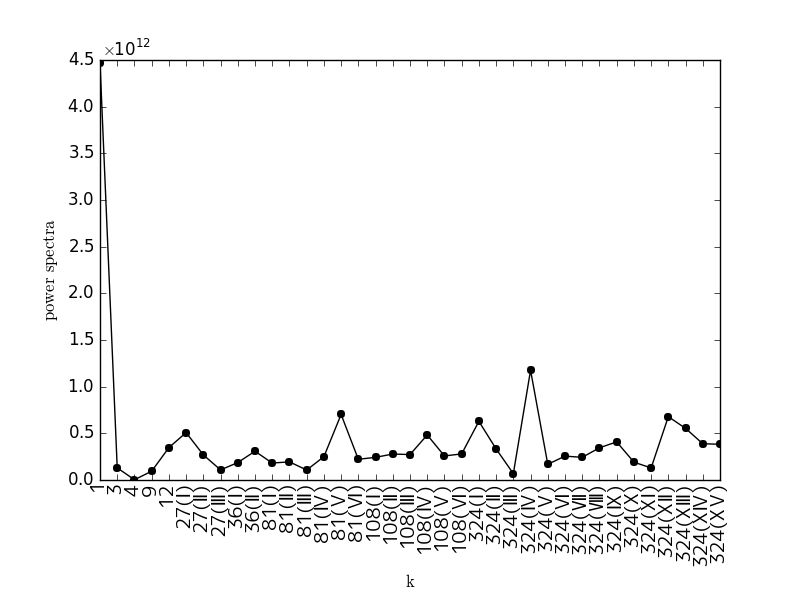 ×10^12
4.5
4.0
3.5
3.0
2.5
2.0
1.5
1.0
0.5
0.0
power spectra
1
3
4
9
12
27(I)
27(II)
27(III)
36(I)
36(II)
81(I)
81(II)
81(III)
81(IV)
81(V)
81(VI)
108(I)
108(II)
108(III)
108(IV)
108(V)
108(VI)
324(I)
324(II)
324(III)
324(IV)
324(V)
324(VI)
324(VII)
324(VIII)
324(IX)
324(X)
324(XI)
324(XII)
324(XIII)
324(XIV)
324(XV)
k